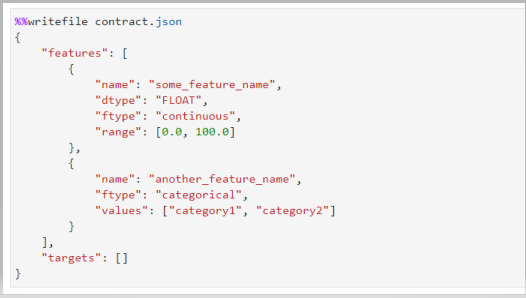 %%writefile contract.json
{
    "features": [
        {
            "name": "some_feature_name",
            "dtype": "FLOAT",
            "ftype": "continuous",
            "range": [0.0, 100.0]
        },
        {
            "name": "another_feature_name",
            "ftype": "categorical",
            "values": ["category1", "category2"]
        }
    ],
    "targets": []
}